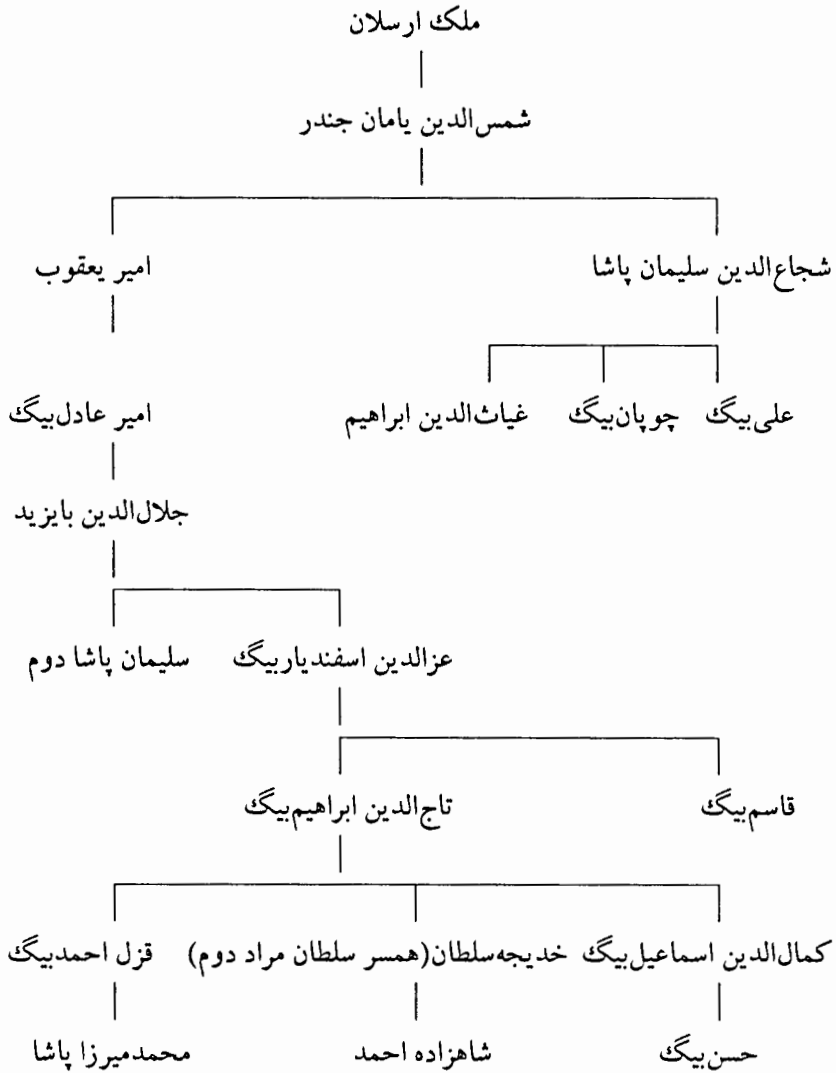 ملک ارسلان
شمس‌الدین یامان جندر
شجاع‌الدین سلیمان پاشا امیر یعقوب
علی‌بیگ چوپان‌بیگ غیاث‌الدین ابراهیم امیر عادل‌بیگ
جلال‌الدین بایزید
عزالدین اسفندیاربیگ سلیمان پاشا دوم
قاسم‌بیگ تاج‌الدین ابراهیم‌بیگ
کمال‌الدین اسماعیل‌بیگ خدیجه‌سلطان(همسر سلطان مراد دوم) قزل احمدبیگ
حسن‌بیگ شاهزاده احمد محمدمیرزا پاشا